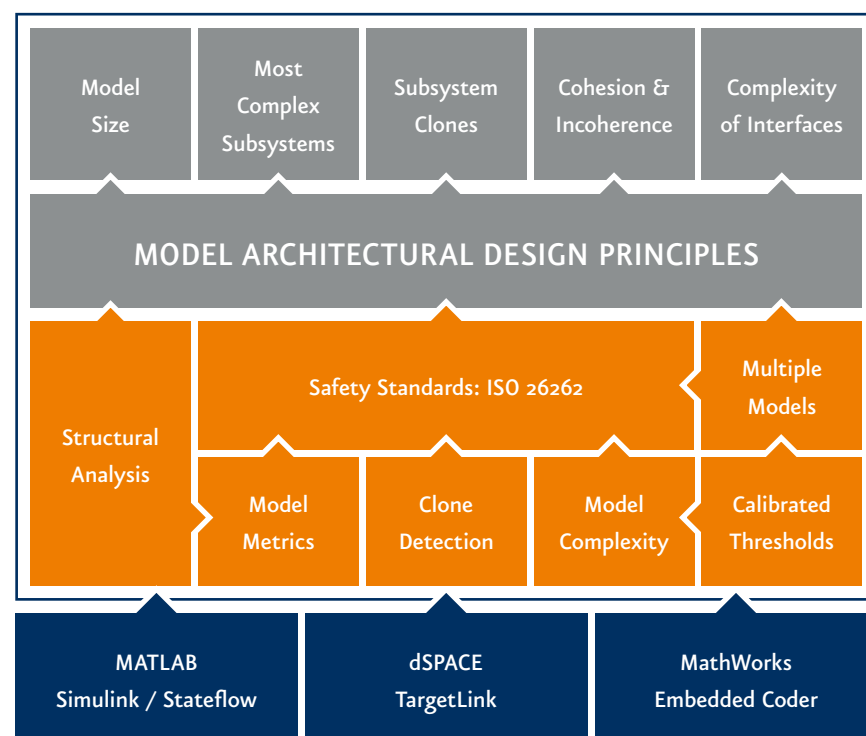 Model
Size
Most
Complex
Subsystems
Subsystem
Clones
Cohesion &
Incoherence
Complexity
of Interfaces
MODEL ARCHITECTURAL DESIGN PRINCIPLES
Structural
Analysis
Safety Standards: ISO 26262
Multiple
Models
Model
Metrics
Clone
Detection
Model
Complexity
Calibrated
Thresholds
MATLAB
Simulink / Stateflow
dSPACE
TargetLink
MathWorks
Embedded Coder